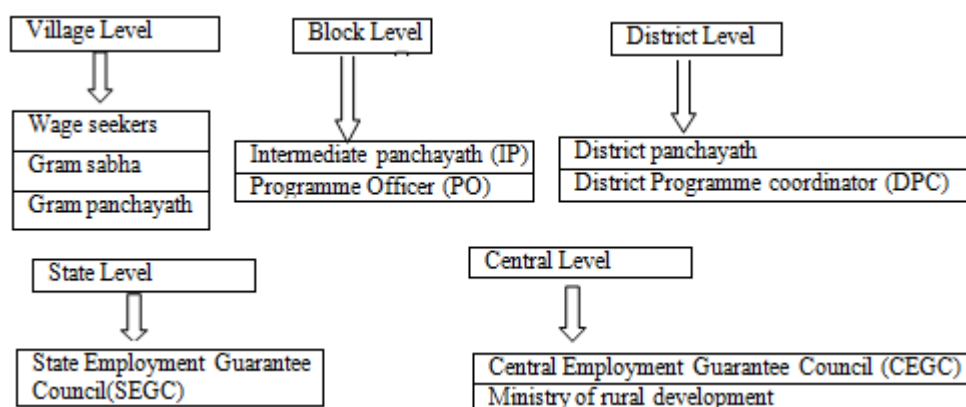 Village Level
Block Level
District Level
Wage seekers
Gram sabha
Gram panchayath
Intermediate panchayath (IP)
Programme Officer (PO)
District panchayath
District Programme coordinator (DPC)
State Level
Central Level
State Employment Guarantee
Council(SEGC)
Central Employment Guarantee Council (CEGC)
Ministry of rural development